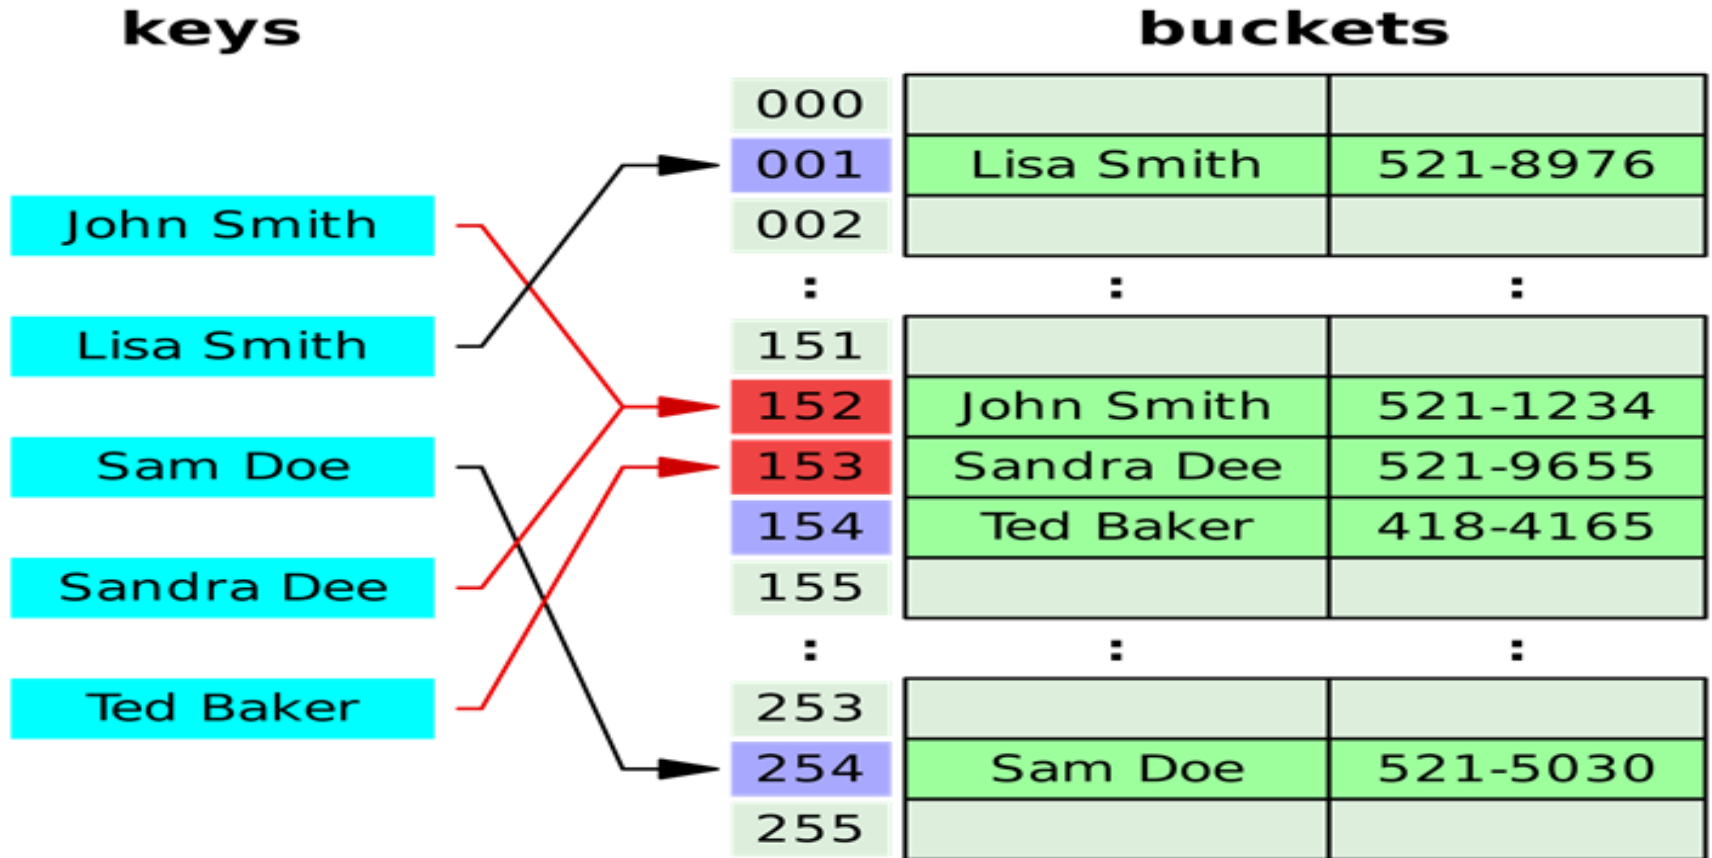 keys
buckets
John Smith
Lisa Smith
Sam Doe
Sandra Dee
Ted Baker
000
001 Lisa Smith 521-8976
002
: : :
151
152 John Smith 521-1234
153 Sandra Dee 521-9655
154 Ted Baker 418-4165
155
: : :
253
254 Sam Doe 521-5030
255